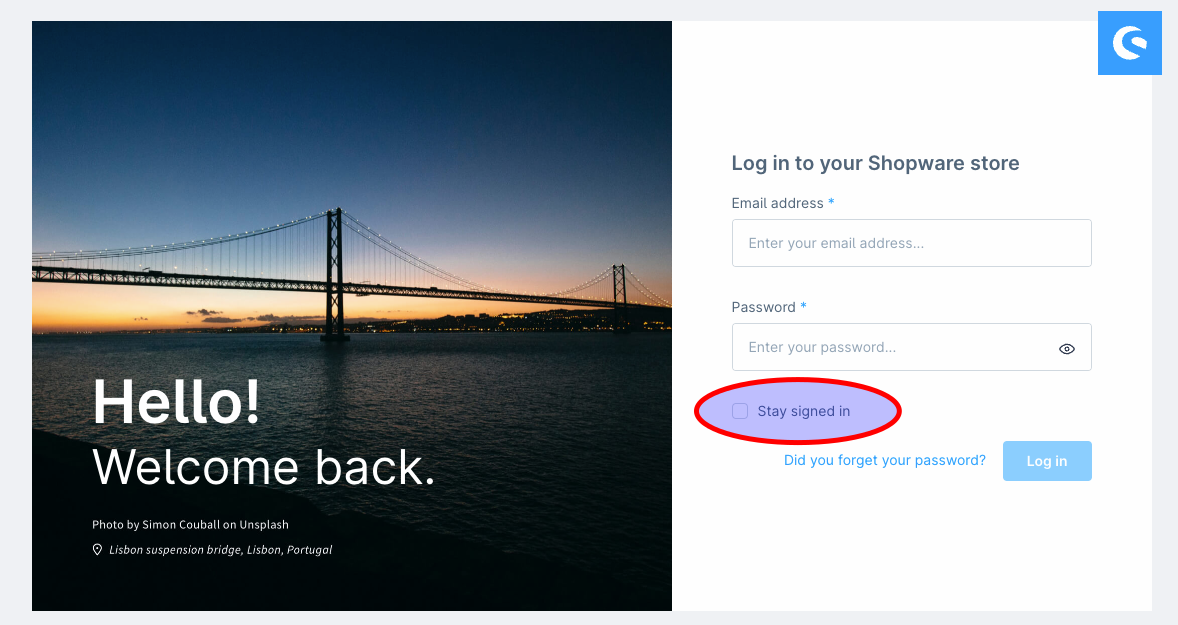 Hello!
Welcome back.
Photo by Simon Couball on Unsplash
Lisbon suspension bridge, Lisbon, Portugal
Log in to your Shopware store
Email address *
Enter your email address...
Password *
Enter your password...
Stay signed in
Did you forget your password?
Log in